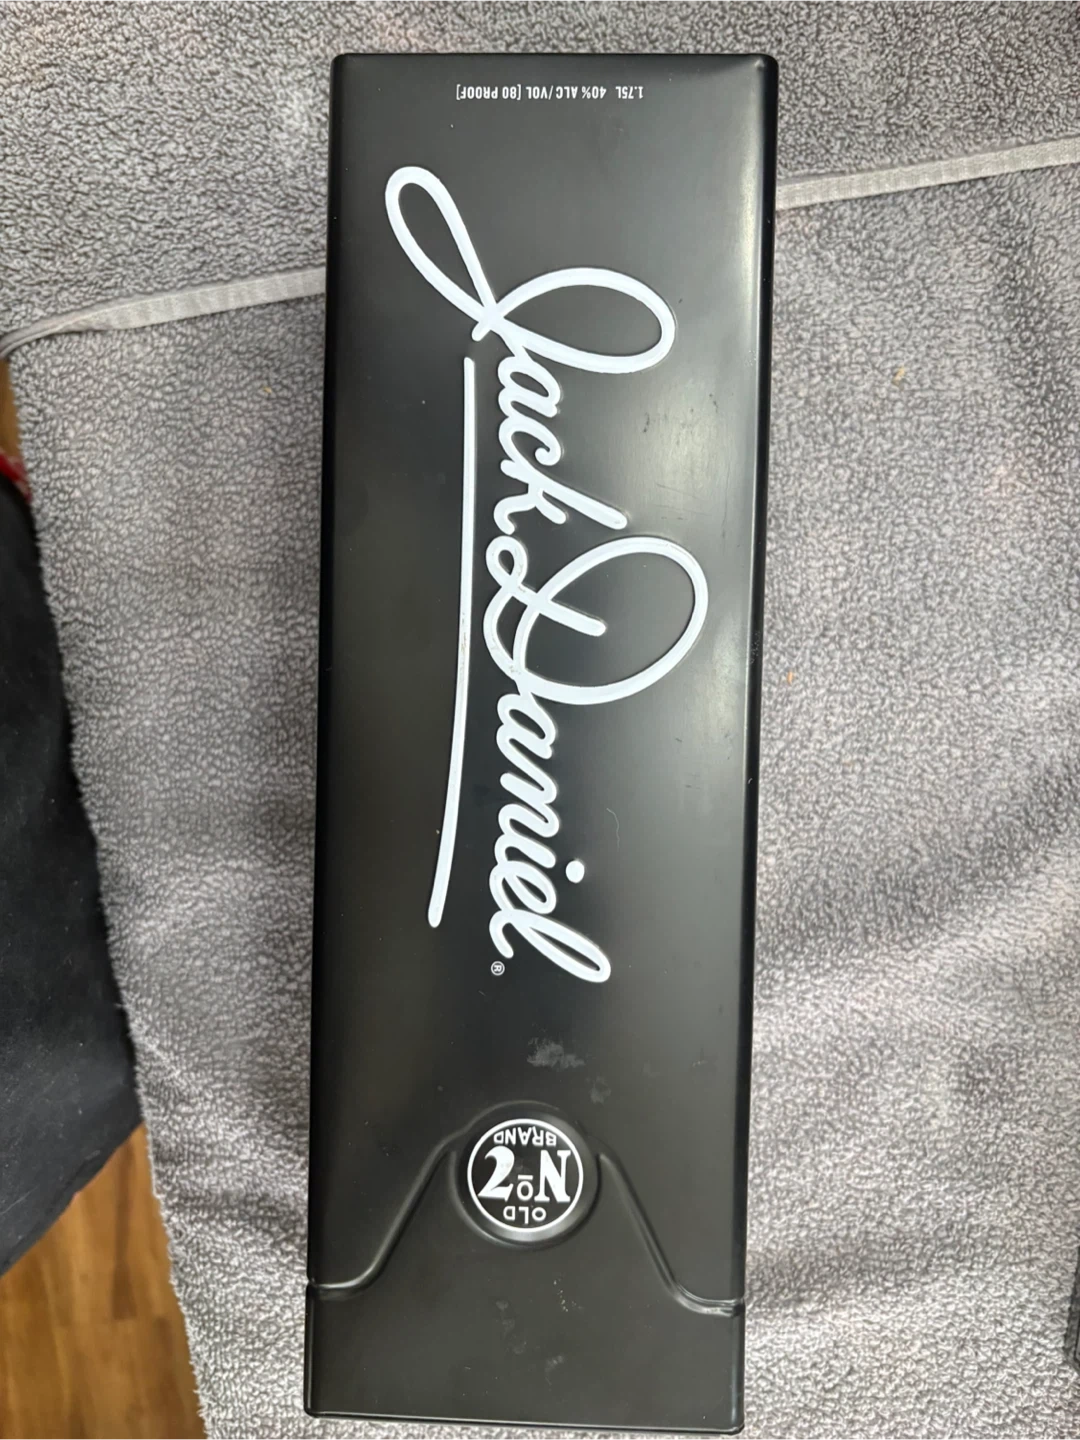 OLD
No 7
BRAND
Jack Daniel ®
1.75L 40% ALC/VOL [80 PROOF]